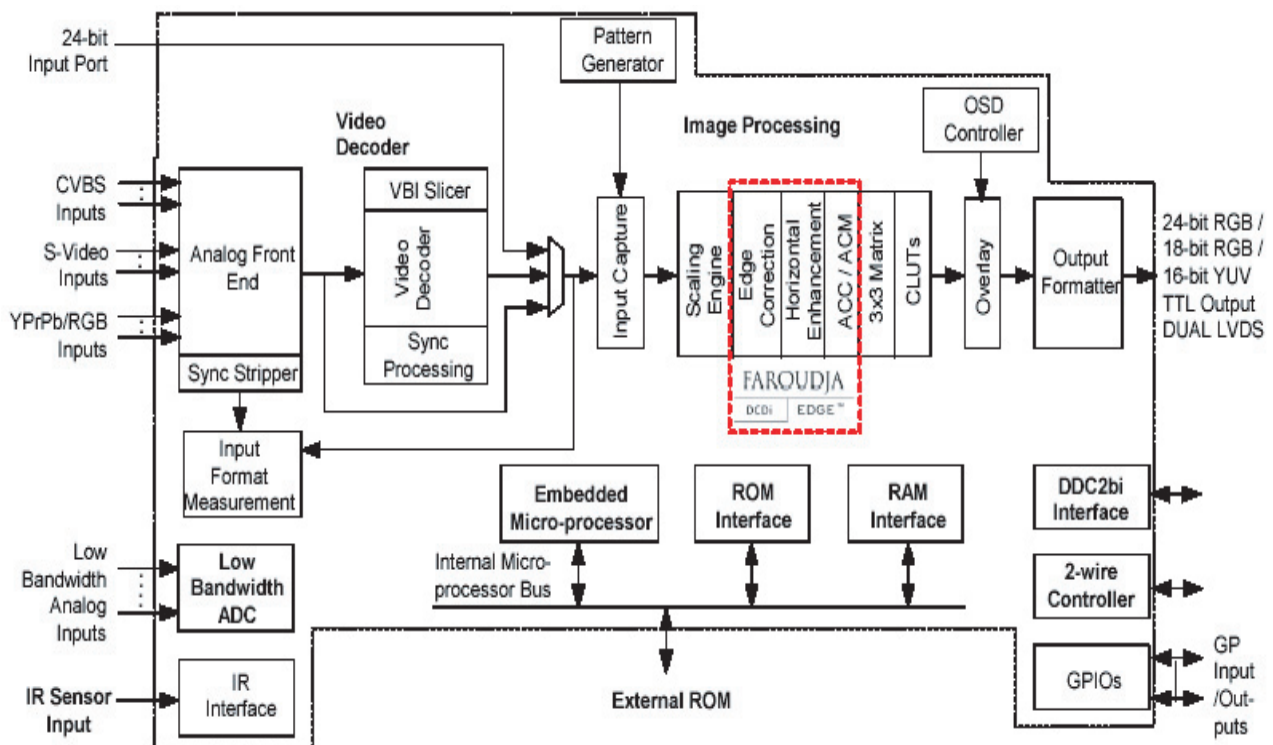 24-bit
Input Port
Pattern
Generator
OSD
Controller
Video
Decoder
Image Processing
CVBS
Inputs
S-Video
Inputs
YPrPb/RGB
Inputs
Analog Front
End
Sync Stripper
VBI Slicer
Video
Decoder
Sync
Processing
Input Capture
Scaling
Engine
Edge
Correction
Horizontal
Enhancement
ACC / ACM
3x3 Matrix
CLUTs
FAROUDJA
DCDi EDGE™
Overlay
Output
Formatter
24-bit RGB /
18-bit RGB /
16-bit YUV
TTL Output
DUAL LVDS
Input
Format
Measurement
Embedded
Micro-processor
ROM
Interface
RAM
Interface
DDC2bi
Interface
Low
Bandwidth
Analog
Inputs
Low
Bandwidth
ADC
Internal Micro-
processor Bus
2-wire
Controller
IR Sensor
Input
IR
Interface
External ROM
GPIOs
GP
Input
/Out-
puts